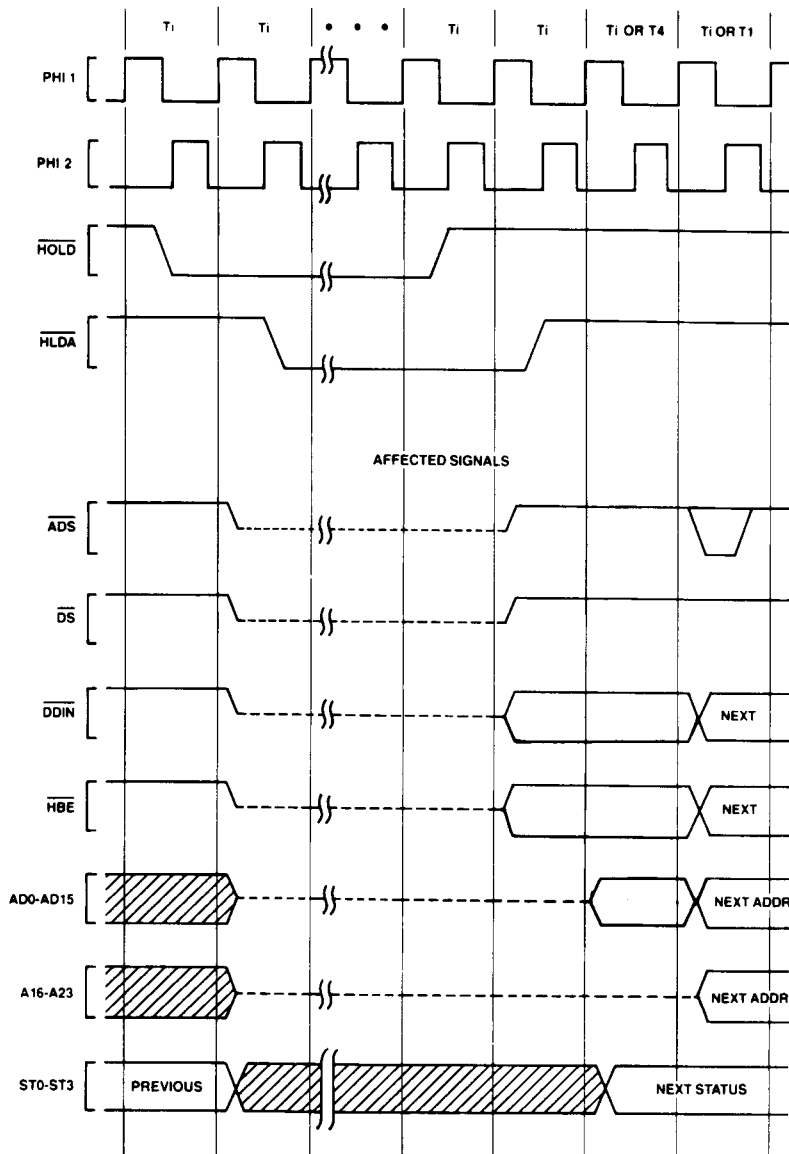 Ti Ti • • • Ti Ti Ti OR T4 Ti OR T1
PHI 1
PHI 2
HOLD
HLDA
AFFECTED SIGNALS
ADS
DS
DDIN NEXT
HBE NEXT
AD0-AD15 NEXT ADDR
A16-A23 NEXT ADDR
ST0-ST3 PREVIOUS NEXT STATUS